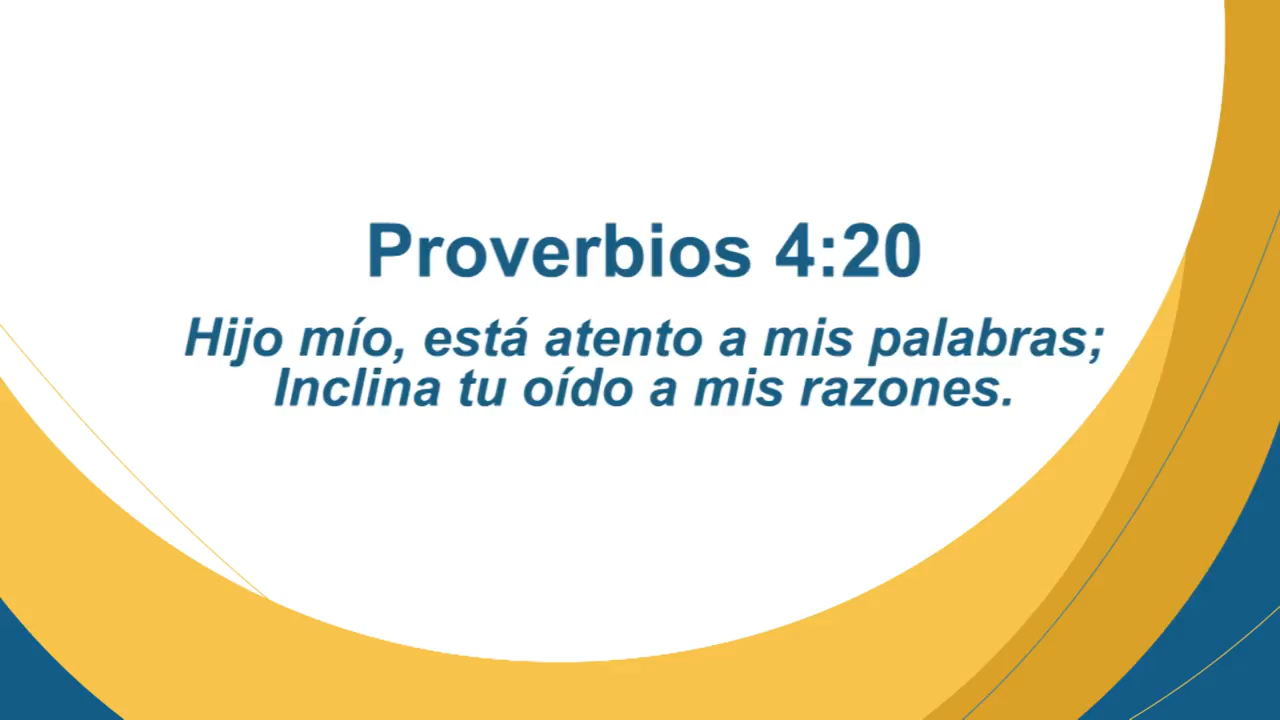 Proverbios 4:20
Hijo mío, está atento a mis palabras;
Inclina tu oído a mis razones.